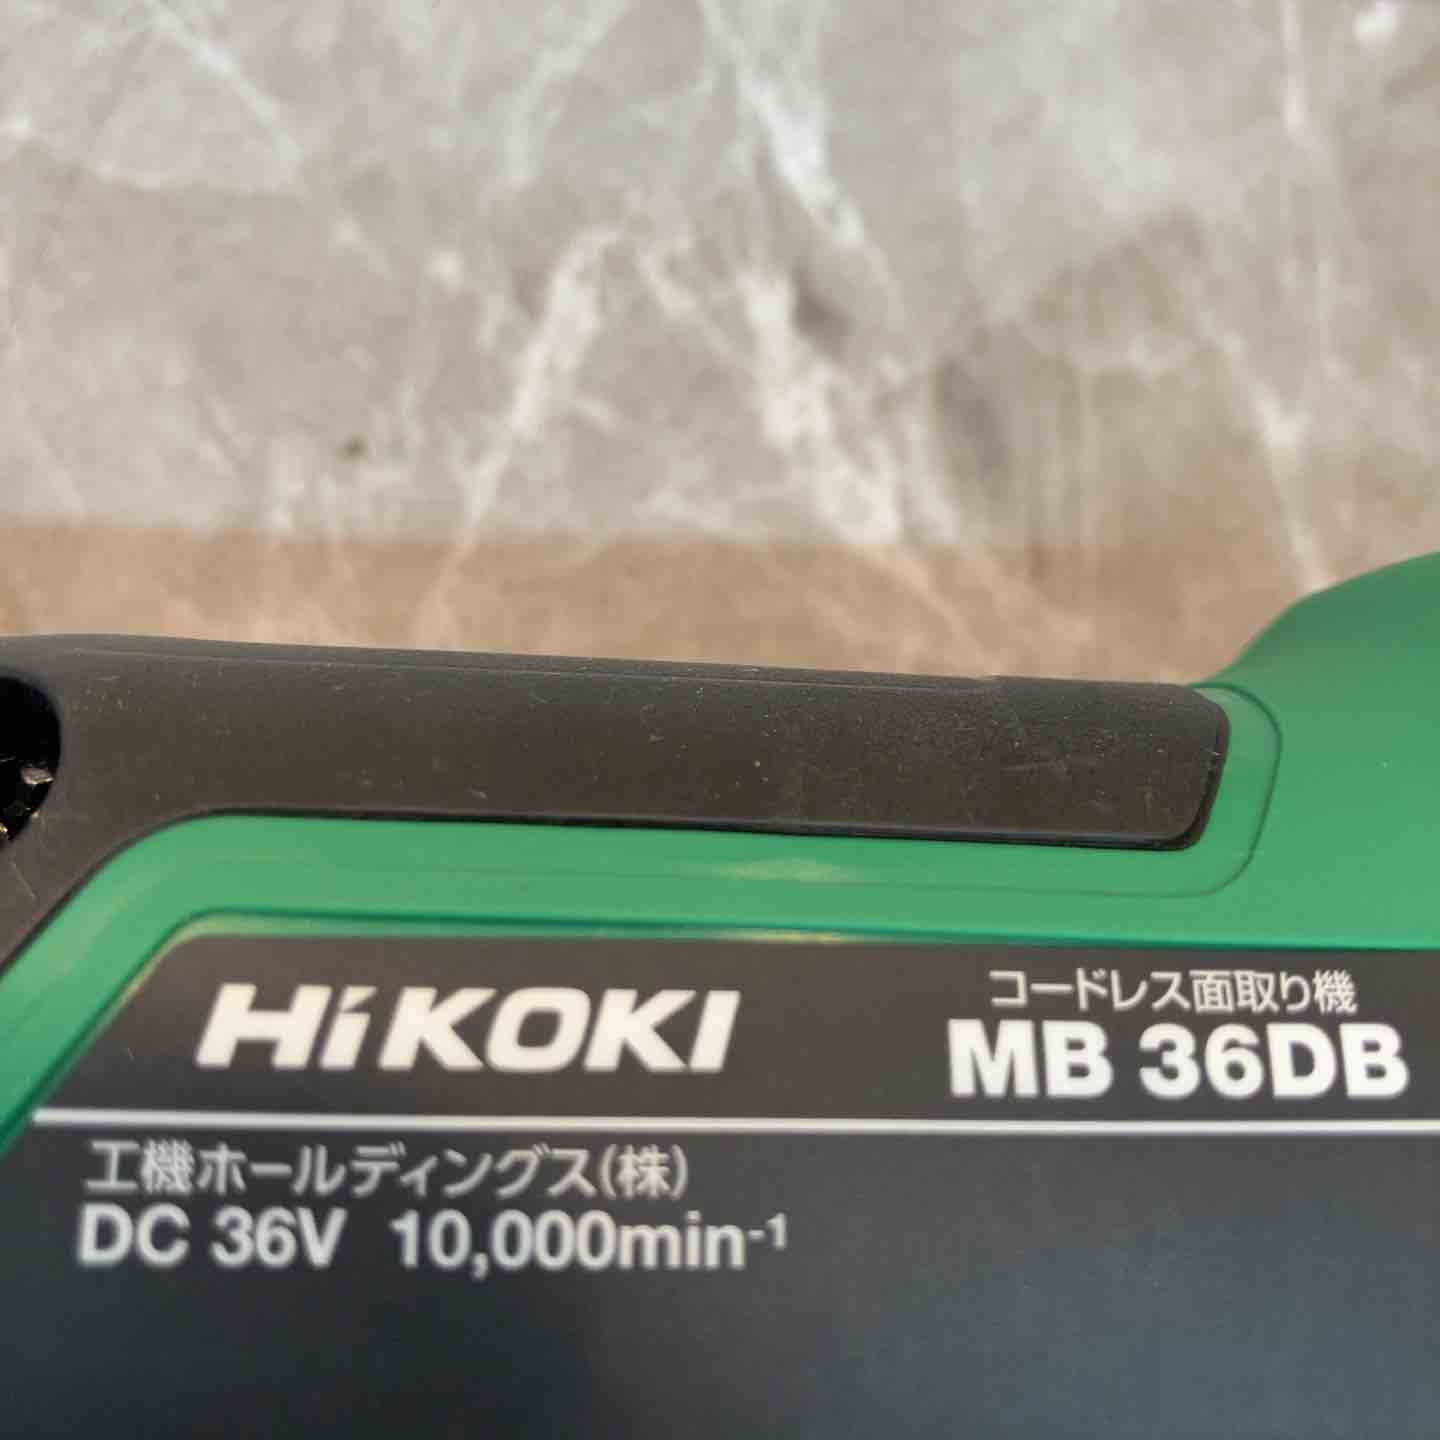 HiKOKI
コードレス面取り機
MB 36DB
工機ホールディングス(株)
DC 36V 10,000min⁻¹